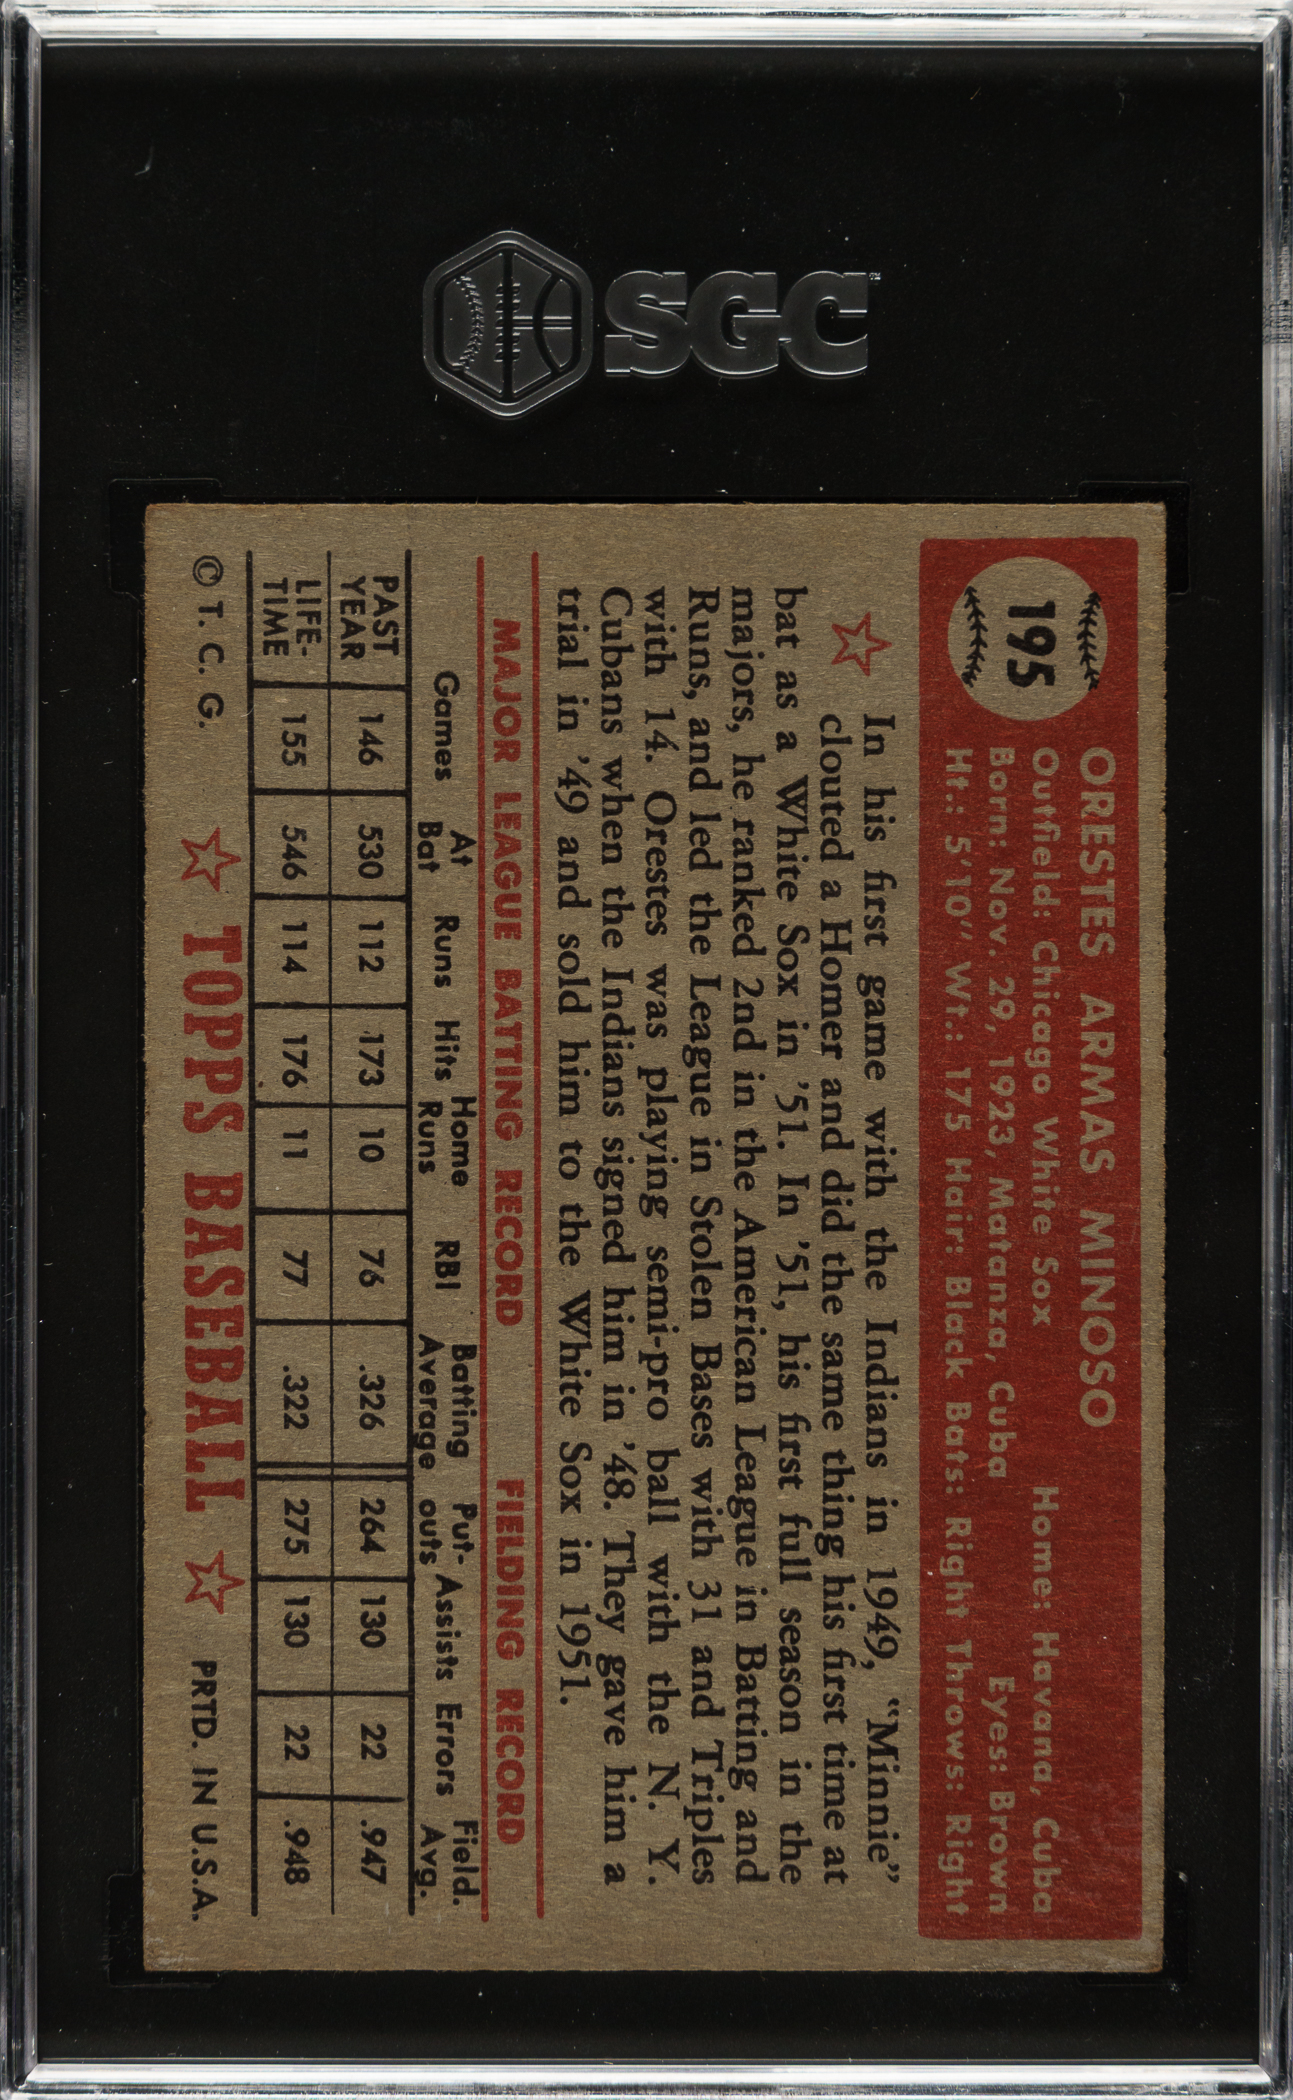 SGC
195
ORESTES ARMAS MINOSO
Outfield: Chicago White Sox Home: Havana, Cuba
Born: Nov. 29, 1923, Matanza, Cuba Eyes: Brown
Ht.: 5'10" Wt.: 175 Hair: Black Bats: Right Throws: Right
In his first game with the Indians in 1949, "Minnie"
clouted a Homer and did the same thing his first time at
bat as a White Sox in '51. In '51, his first full season in the
majors, he ranked 2nd in the American League in Batting and
Runs, and led the League in Stolen Bases with 31 and Triples
with 14. Orestes was playing semi-pro ball with the N. Y.
Cubans when the Indians signed him in '48. They gave him a
trial in '49 and sold him to the White Sox in 1951.
MAJOR LEAGUE BATTING RECORD FIELDING RECORD
Games At Bat Runs Hits Home Runs RBI Batting Average Put-outs Assists Errors Field. Avg.
PAST YEAR 146 530 112 173 10 76 .326 264 130 22 .947
LIFE-TIME 155 546 114 176 11 77 .322 275 130 22 .948
© T. C. G. TOPPS BASEBALL PRTD. IN U.S.A.